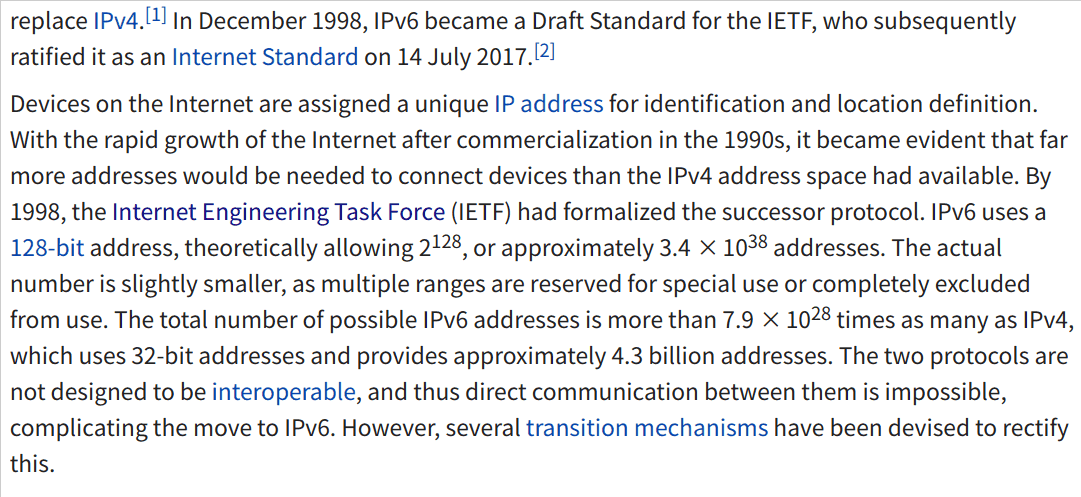 replace IPv4.[1] In December 1998, IPv6 became a Draft Standard for the IETF, who subsequently
ratified it as an Internet Standard on 14 July 2017.[2]
Devices on the Internet are assigned a unique IP address for identification and location definition.
With the rapid growth of the Internet after commercialization in the 1990s, it became evident that far
more addresses would be needed to connect devices than the IPv4 address space had available. By
1998, the Internet Engineering Task Force (IETF) had formalized the successor protocol. IPv6 uses a
128-bit address, theoretically allowing 2¹²⁸, or approximately 3.4 × 10³⁸ addresses. The actual
number is slightly smaller, as multiple ranges are reserved for special use or completely excluded
from use. The total number of possible IPv6 addresses is more than 7.9 × 10²⁸ times as many as IPv4,
which uses 32-bit addresses and provides approximately 4.3 billion addresses. The two protocols are
not designed to be interoperable, and thus direct communication between them is impossible,
complicating the move to IPv6. However, several transition mechanisms have been devised to rectify
this.